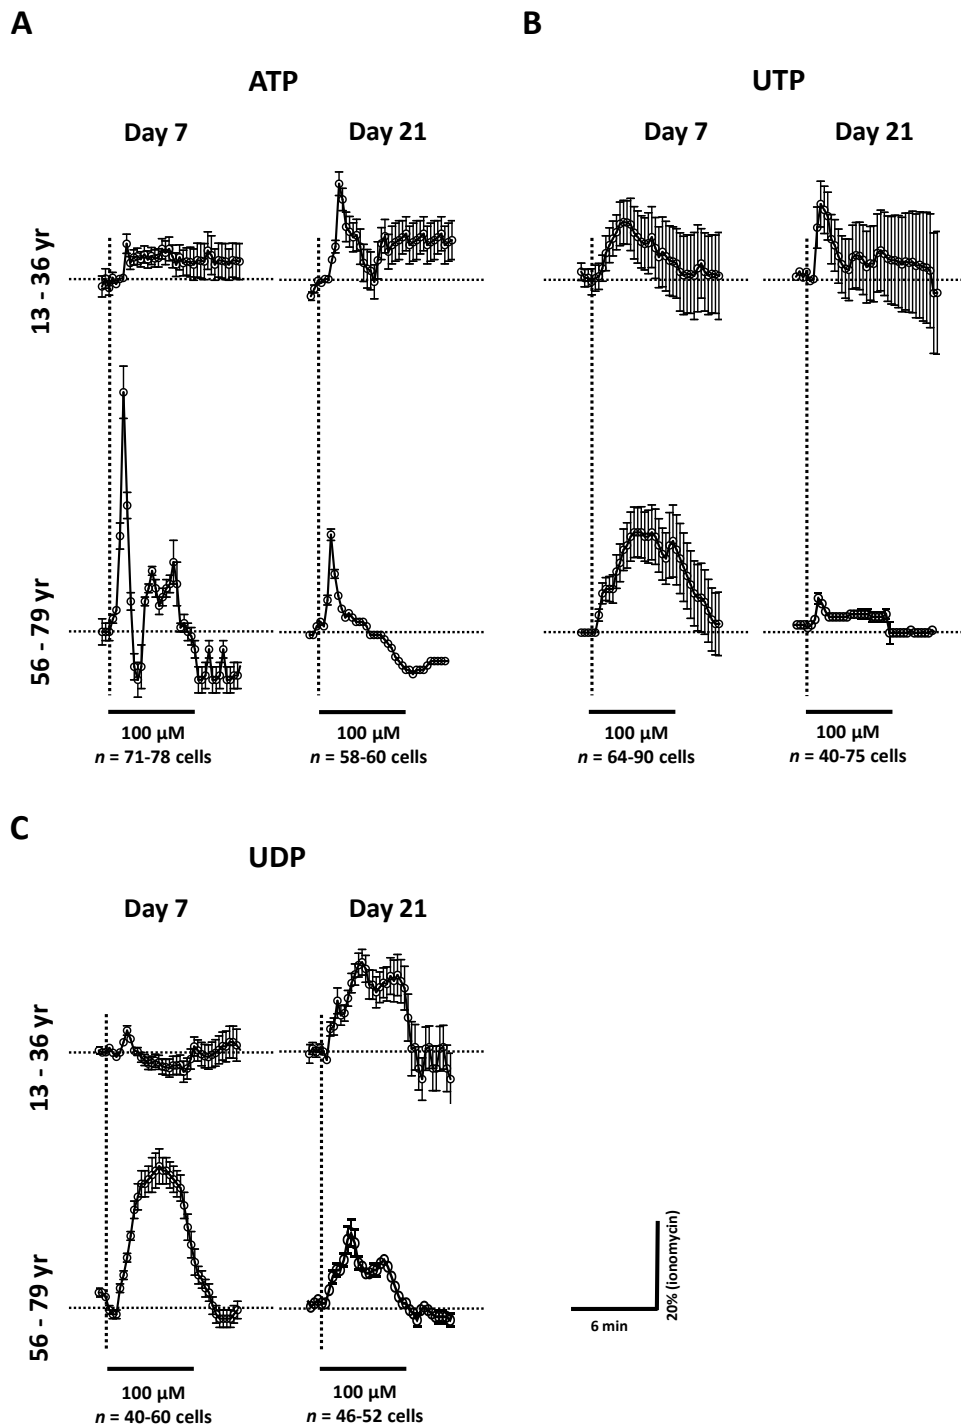 A
B
ATP
UTP
Day 7
Day 21
Day 7
Day 21
13 - 36 yr
56 - 79 yr
100 µM
n = 71-78 cells
100 µM
n = 58-60 cells
100 µM
n = 64-90 cells
100 µM
n = 40-75 cells
C
UDP
Day 7
Day 21
13 - 36 yr
56 - 79 yr
20% (ionomycin)
6 min
100 µM
n = 40-60 cells
100 µM
n = 46-52 cells